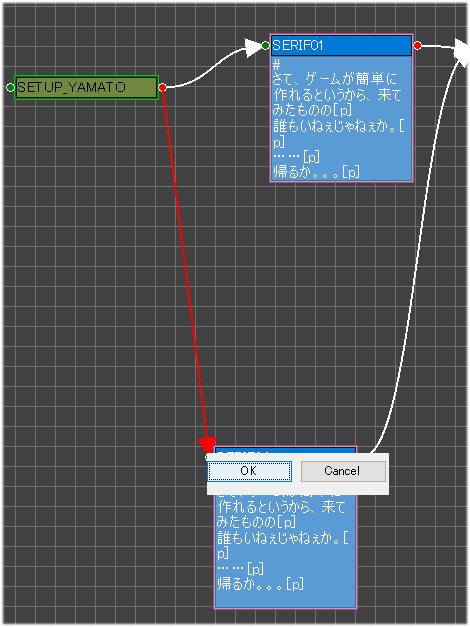 SERIF01
#
さて、ゲームが簡単に
作れるというから、来て
みたものの[p]
誰もいねぇじゃねぇか。[
p]
……[p]
帰るか。。。[p]
SETUP_YAMATO
OK
Cancel
作れるというから、来て
みたものの[p]
誰もいねぇじゃねぇか。[
p]
……[p]
帰るか。。。[p]